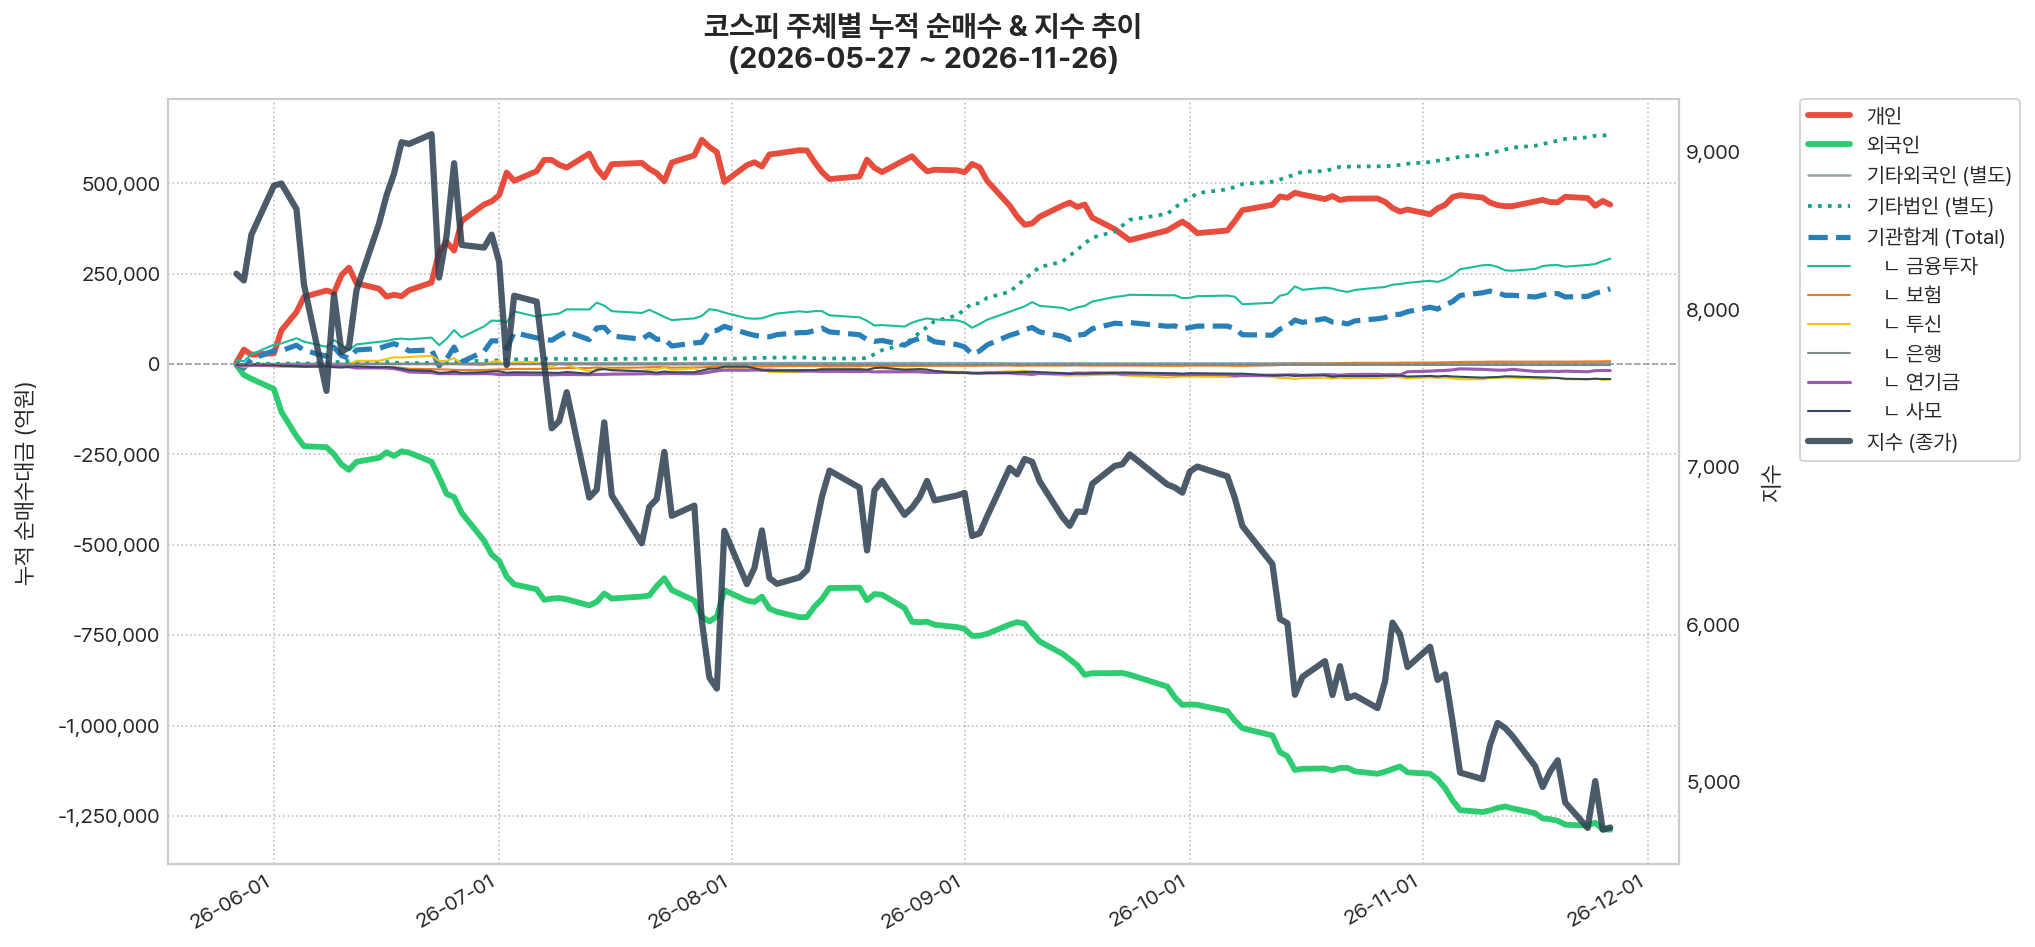 코스피 주체별 누적 순매수 & 지수 추이
(2026-05-27 ~ 2026-11-26)
누적 순매수대금 (억원)
500,000
250,000
0
-250,000
-500,000
-750,000
-1,000,000
-1,250,000
26-06-01
26-07-01
26-08-01
26-09-01
26-10-01
26-11-01
26-12-01
9,000
8,000
7,000
6,000
5,000
지수
개인
외국인
기타외국인 (별도)
기타법인 (별도)
기관합계 (Total)
ㄴ 금융투자
ㄴ 보험
ㄴ 투신
ㄴ 은행
ㄴ 연기금
ㄴ 사모
지수 (종가)